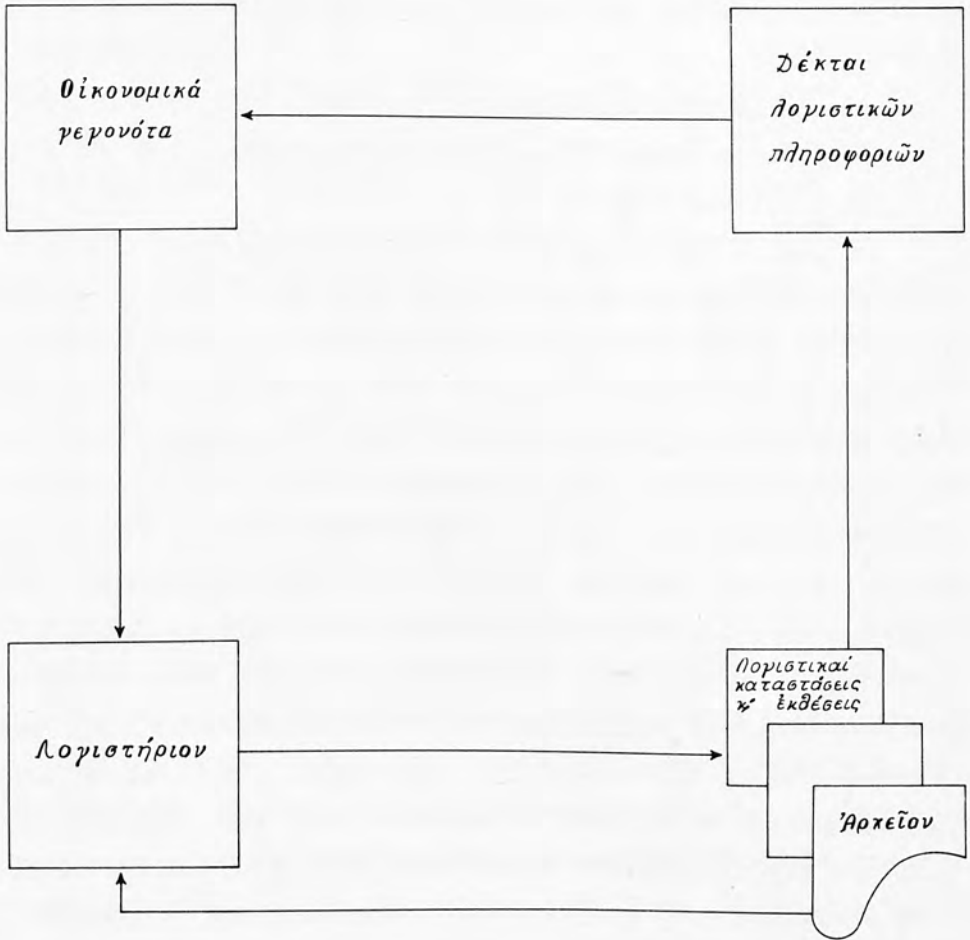 Οἰκονομικά
γεγονότα
Δέκται
λογιστικῶν
πληροφοριῶν
Λογιστήριον
Λογιστικαί
καταστάσεις
κ' ἐκθέσεις
Ἀρχεῖον